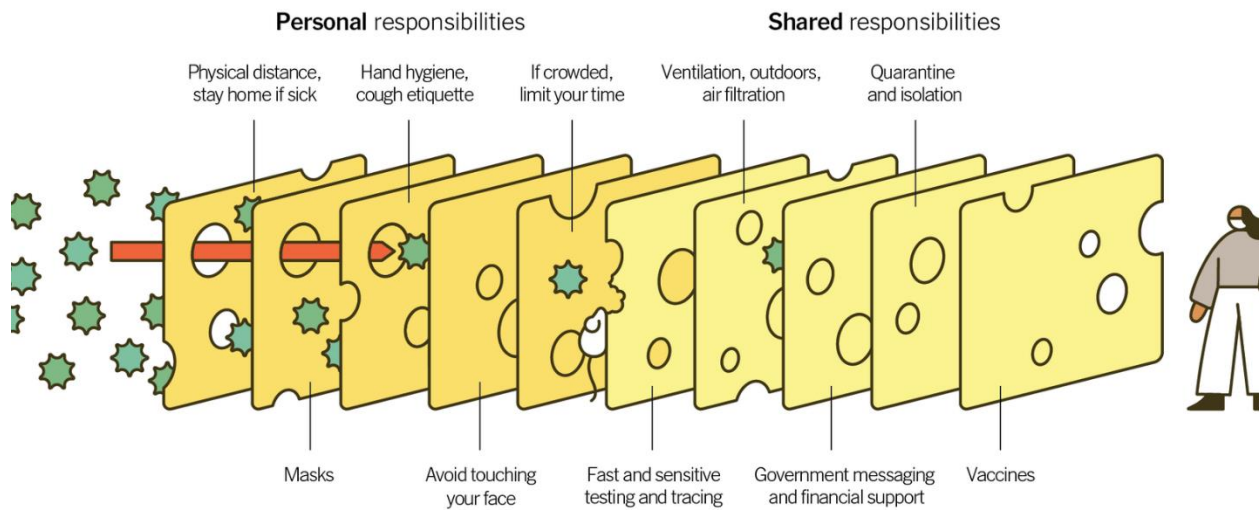 Personal responsibilities
Shared responsibilities
Physical distance,
stay home if sick
Hand hygiene,
cough etiquette
If crowded,
limit your time
Ventilation, outdoors,
air filtration
Quarantine
and isolation
Masks
Avoid touching
your face
Fast and sensitive
testing and tracing
Government messaging
and financial support
Vaccines